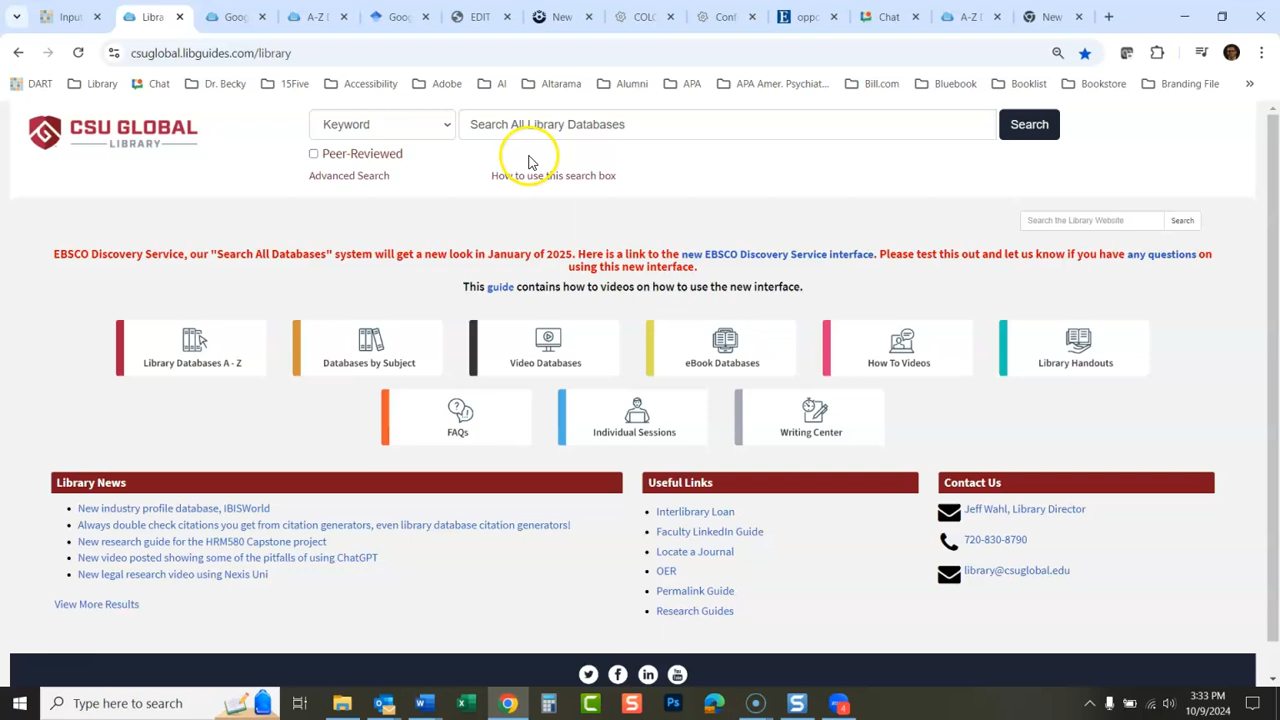 Input
Libra
Goog
A-Z D
Goog
EDIT
New
COLC
Conf
oppc
Chat
A-Z D
New
csuglobal.libguides.com/library
DART
Library
Chat
Dr. Becky
15Five
Accessibility
Adobe
AI
Altarama
Alumni
APA
APA Amer. Psychiat...
Bill.com
Bluebook
Booklist
Bookstore
Branding File
CSU GLOBAL
LIBRARY
Keyword
Search All Library Databases
Search
Peer-Reviewed
Advanced Search
How to use this search box
Search the Library Website
Search
EBSCO Discovery Service, our "Search All Databases" system will get a new look in January of 2025. Here is a link to the new EBSCO Discovery Service interface. Please test this out and let us know if you have any questions on
using this new interface.
This guide contains how to videos on how to use the new interface.
Library Databases A - Z
Databases by Subject
Video Databases
eBook Databases
How To Videos
Library Handouts
FAQs
Individual Sessions
Writing Center
Library News
New industry profile database, IBISWorld
Always double check citations you get from citation generators, even library database citation generators!
New research guide for the HRM580 Capstone project
New video posted showing some of the pitfalls of using ChatGPT
New legal research video using Nexis Uni
View More Results
Useful Links
Interlibrary Loan
Faculty LinkedIn Guide
Locate a Journal
OER
Permalink Guide
Research Guides
Contact Us
Jeff Wahl, Library Director
720-830-8790
library@csuglobal.edu
Type here to search
3:33 PM
10/9/2024